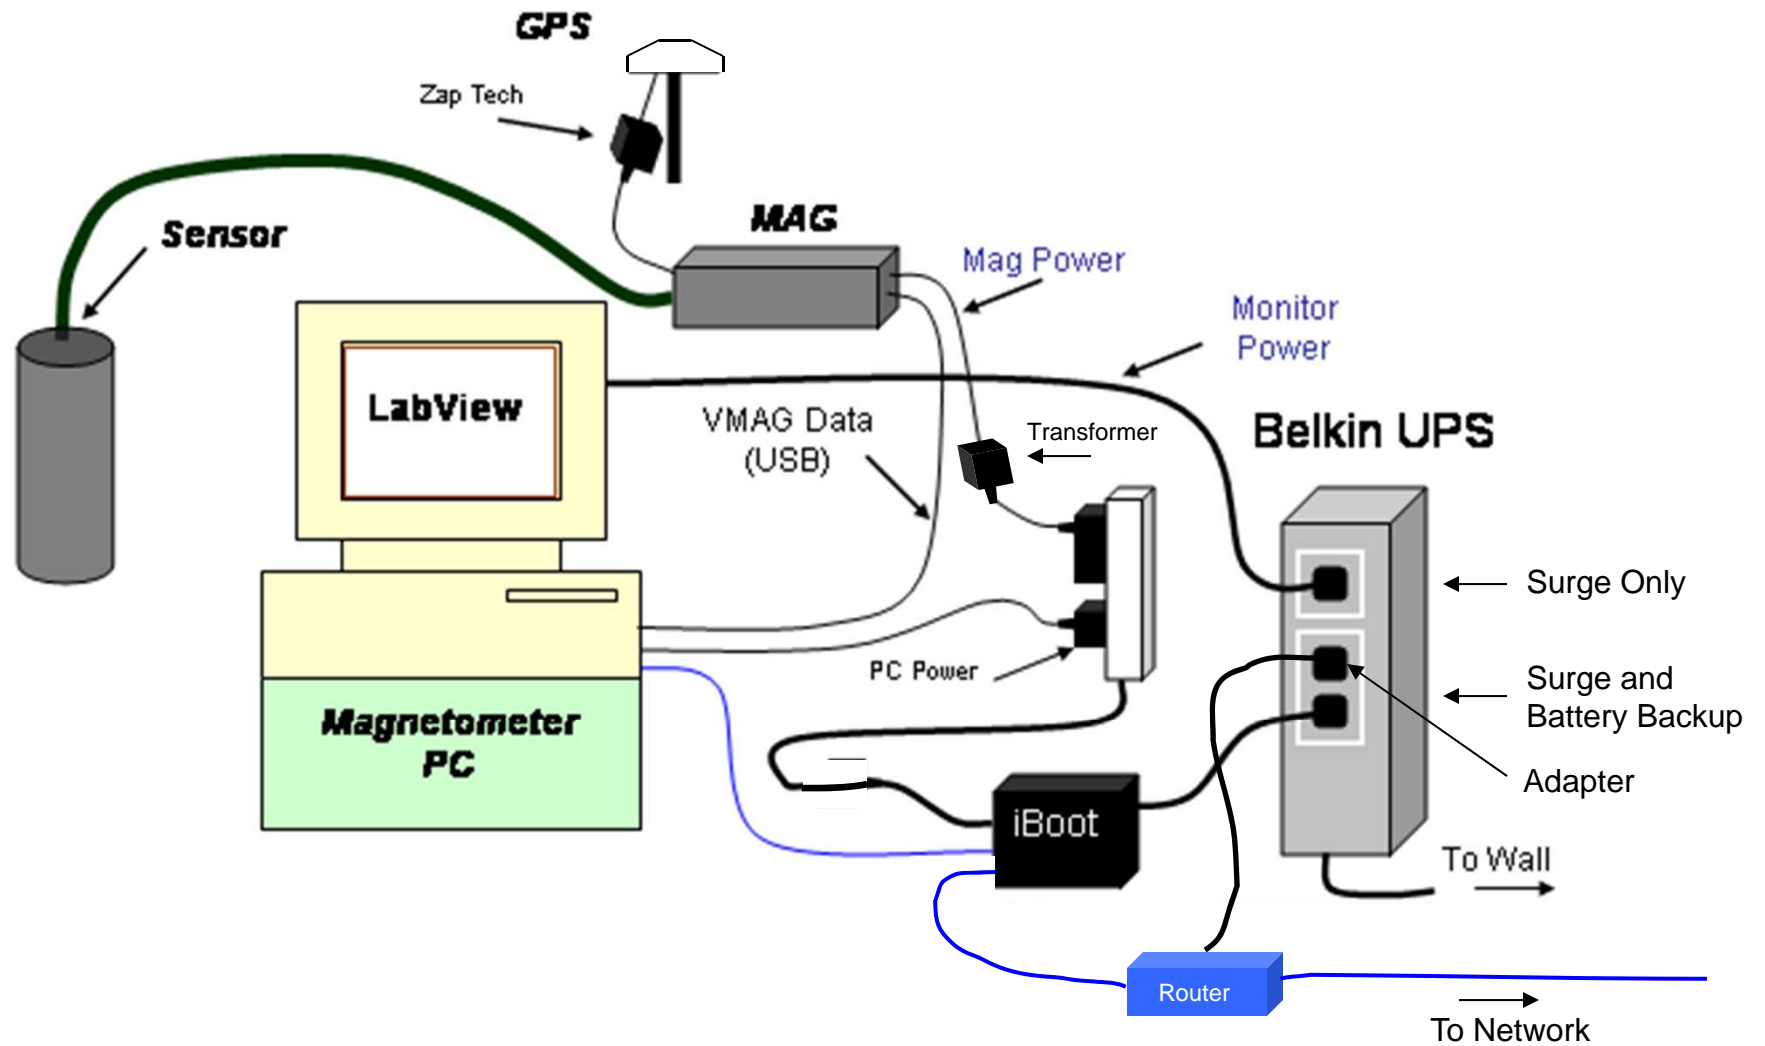 GPS
Zap Tech
Sensor
MAG
Mag Power
Monitor
Power
LabView
VMAG Data
(USB)
Transformer
Belkin UPS
Surge Only
PC Power
Surge and
Battery Backup
Magnetometer
PC
Adapter
iBoot
To Wall
Router
To Network